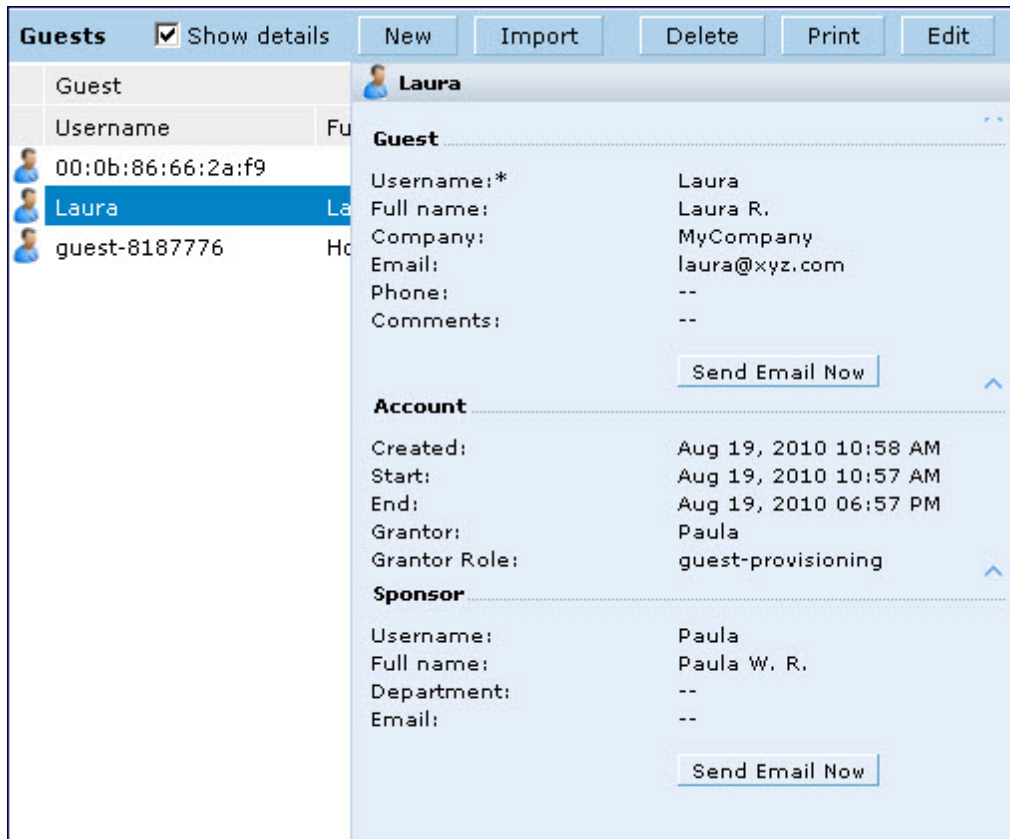 Guests Show details New Import Delete Print Edit
Guest
Username Fu
00:0b:86:66:2a:f9
Laura La
guest-8187776 Ho
Laura
Guest
Username:* Laura
Full name: Laura R.
Company: MyCompany
Email: laura@xyz.com
Phone: --
Comments: --
Send Email Now
Account
Created: Aug 19, 2010 10:58 AM
Start: Aug 19, 2010 10:57 AM
End: Aug 19, 2010 06:57 PM
Grantor: Paula
Grantor Role: guest-provisioning
Sponsor
Username: Paula
Full name: Paula W. R.
Department: --
Email: --
Send Email Now